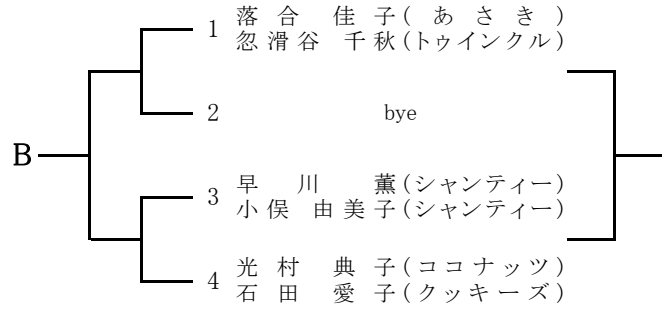 1 落合 佳子(あさき)
忽滑谷 千秋(トゥインクル)
2 bye
B
3 早川 薫(シャンティー)
小俣 由美子(シャンティー)
4 光村 典子(ココナッツ)
石田 愛子(クッキーズ)